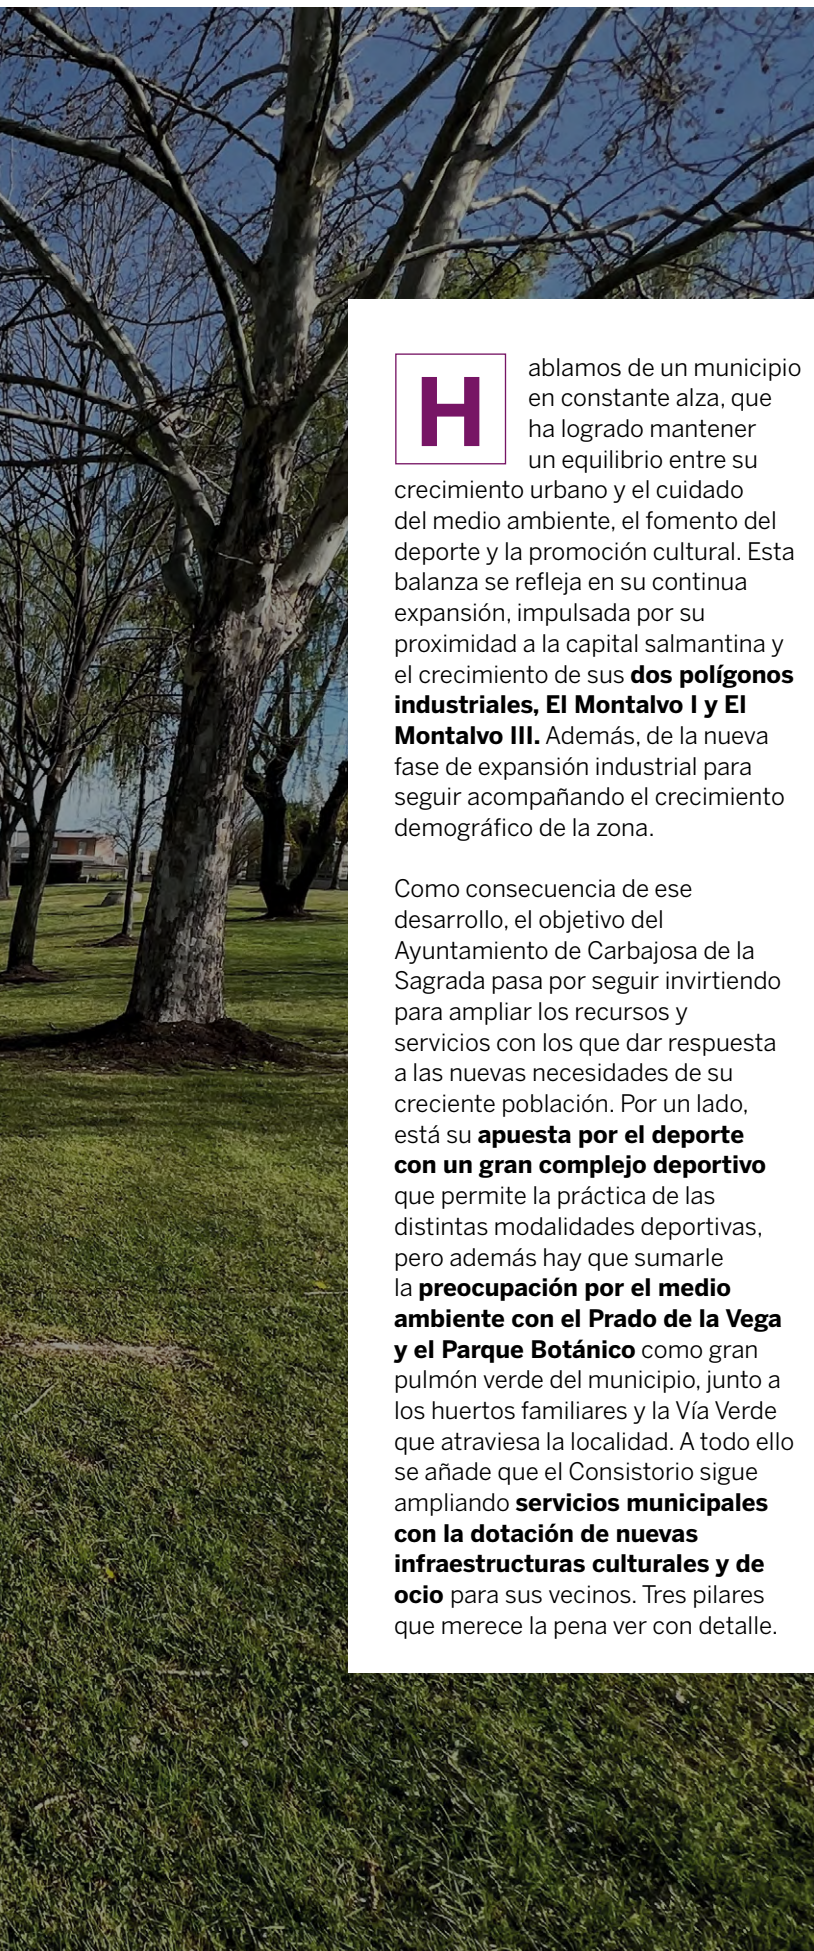 Hablamos de un municipio
en constante alza, que
ha logrado mantener
un equilibrio entre su
crecimiento urbano y el cuidado
del medio ambiente, el fomento del
deporte y la promoción cultural. Esta
balanza se refleja en su continua
expansión, impulsada por su
proximidad a la capital salmantina y
el crecimiento de sus dos polígonos
industriales, El Montalvo I y El
Montalvo III. Además, de la nueva
fase de expansión industrial para
seguir acompañando el crecimiento
demográfico de la zona.

Como consecuencia de ese
desarrollo, el objetivo del
Ayuntamiento de Carbajosa de la
Sagrada pasa por seguir invirtiendo
para ampliar los recursos y
servicios con los que dar respuesta
a las nuevas necesidades de su
creciente población. Por un lado,
está su apuesta por el deporte
con un gran complejo deportivo
que permite la práctica de las
distintas modalidades deportivas,
pero además hay que sumarle
la preocupación por el medio
ambiente con el Prado de la Vega
y el Parque Botánico como gran
pulmón verde del municipio, junto a
los huertos familiares y la Vía Verde
que atraviesa la localidad. A todo ello
se añade que el Consistorio sigue
ampliando servicios municipales
con la dotación de nuevas
infraestructuras culturales y de
ocio para sus vecinos. Tres pilares
que merece la pena ver con detalle.